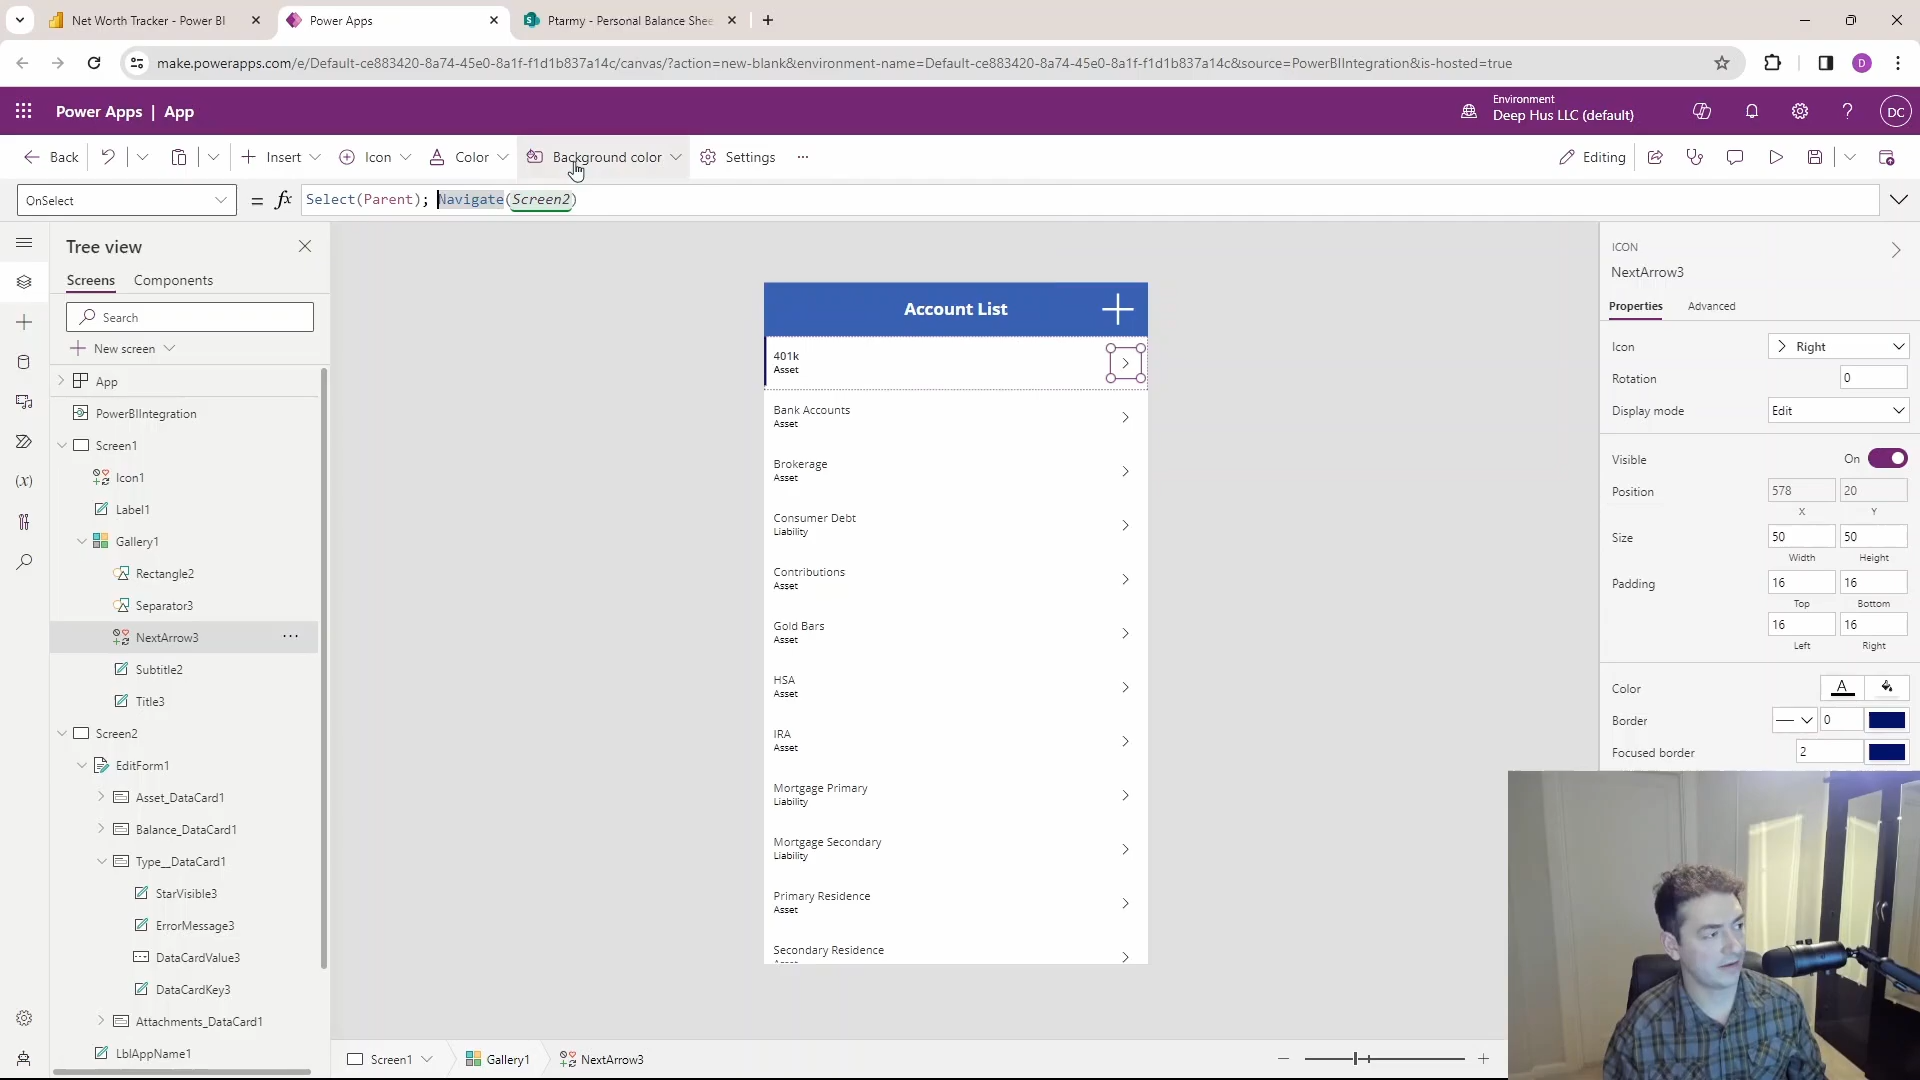 Net Worth Tracker - Power BI
Power Apps
Ptarmy - Personal Balance Shee
make.powerapps.com/e/Default-ce883420-8a74-45e0-8a1f-f1d1b837a14c/canvas/?action=new-blank&environment-name=Default-ce883420-8a74-45e0-8a1f-f1d1b837a14c&source=PowerBIIntegration&is-hosted=true
D
Power Apps | App
Environment
Deep Hus LLC (default)
DC
Back
Insert
Icon
Color
Background color
Settings
Editing
OnSelect
= fx
Select(Parent); Navigate(Screen2)
Tree view
Screens
Components
Search
New screen
App
PowerBIIntegration
Screen1
Icon1
Label1
Gallery1
Rectangle2
Separator3
NextArrow3
Subtitle2
Title3
Screen2
EditForm1
Asset_DataCard1
Balance_DataCard1
Type__DataCard1
StarVisible3
ErrorMessage3
DataCardValue3
DataCardKey3
Attachments_DataCard1
LblAppName1
Account List
401k
Asset
Bank Accounts
Asset
Brokerage
Asset
Consumer Debt
Liability
Contributions
Asset
Gold Bars
Asset
HSA
Asset
IRA
Asset
Mortgage Primary
Liability
Mortgage Secondary
Liability
Primary Residence
Asset
Secondary Residence
Screen1
Gallery1
NextArrow3
ICON
NextArrow3
Properties
Advanced
Icon
Right
Rotation
0
Display mode
Edit
Visible
On
Position
578
20
X
Y
Size
50
50
Width
Height
Padding
16
16
Top
Bottom
16
16
Left
Right
Color
A
Border
0
Focused border
2